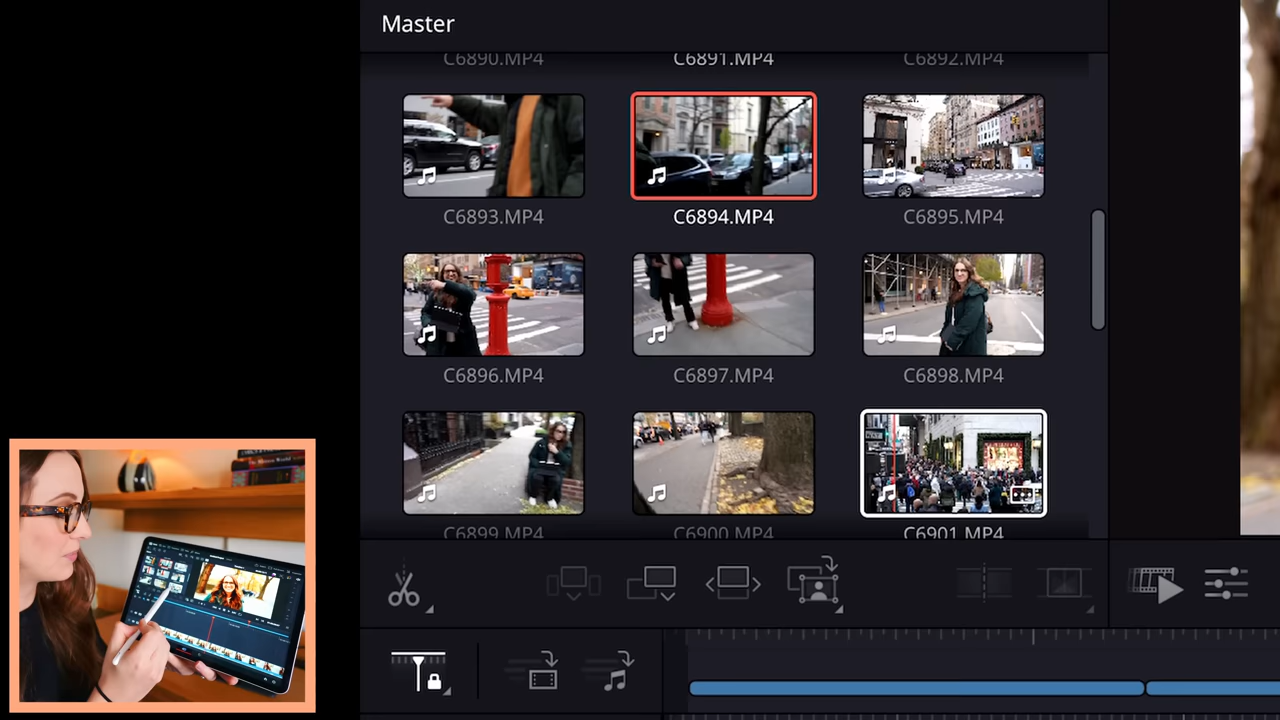 Master
C6890.MP4 C6891.MP4 C6892.MP4
C6893.MP4 C6894.MP4 C6895.MP4
C6896.MP4 C6897.MP4 C6898.MP4
C6899.MP4 C6900.MP4 C6901.MP4